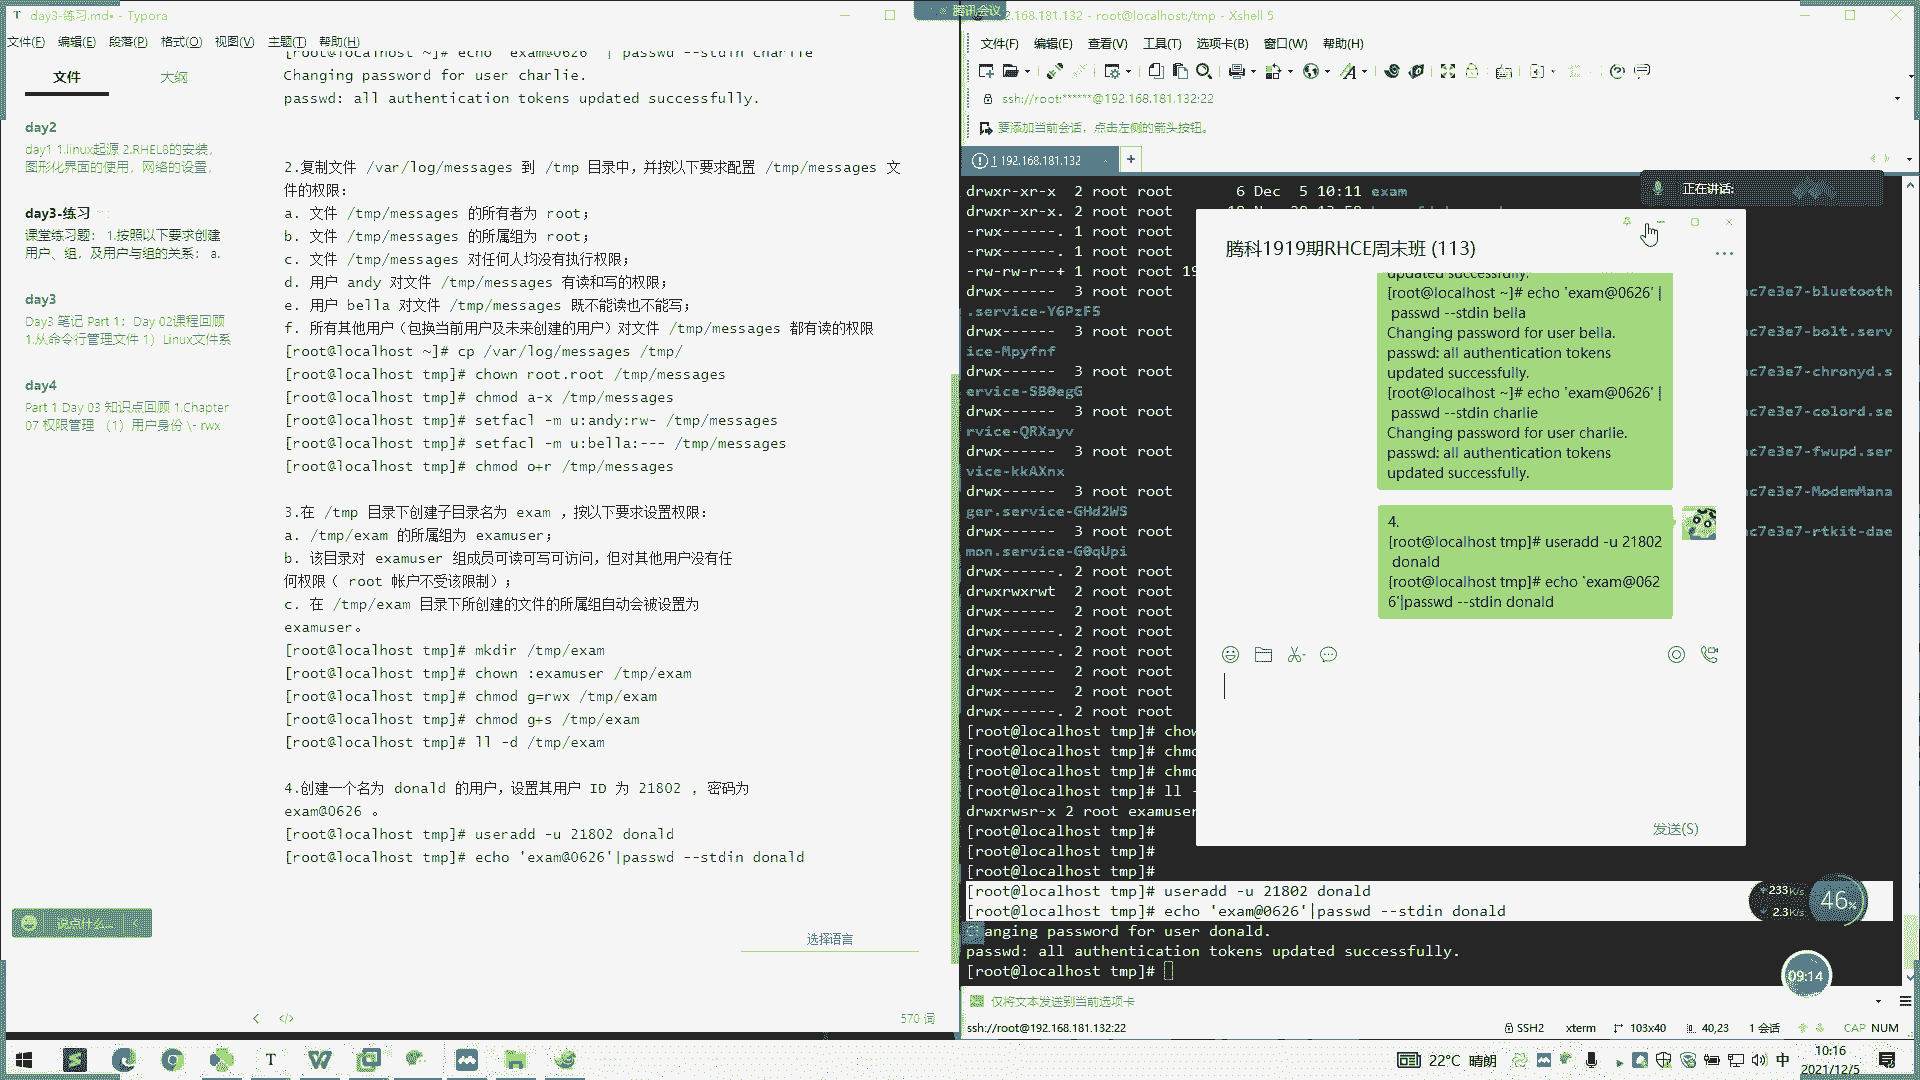 day3-练习.md• - Typora
文件(F) 编辑(E) 段落(P) 格式(O) 视图(V) 主题(T) 帮助(H)
文件 大纲
day2
day1 1.linux起源 2.RHEL8的安装,
图形化界面的使用, 网络的设置,
day3-练习
课堂练习题: 1.按照以下要求创建
用户、组, 及用户与组的关系: a.
day3
Day3 笔记 Part 1: Day 02课程回顾
1.从命令行管理文件 1) Linux文件系
day4
Part 1 Day 03 知识点回顾 1.Chapter
07 权限管理 (1) 用户身份 \- rwx
说点什么...
[root@localhost ~]# echo 'exam@0626' | passwd --stdin charlie
Changing password for user charlie.
passwd: all authentication tokens updated successfully.
2.复制文件 /var/log/messages 到 /tmp 目录中，并按以下要求配置 /tmp/messages 文
件的权限：
a. 文件 /tmp/messages 的所有者为 root；
b. 文件 /tmp/messages 的所属组为 root；
c. 文件 /tmp/messages 对任何人均没有执行权限；
d. 用户 andy 对文件 /tmp/messages 有读和写的权限；
e. 用户 bella 对文件 /tmp/messages 既不能读也不能写；
f. 所有其他用户（包换当前用户及未来创建的用户）对文件 /tmp/messages 都有读的权限
[root@localhost ~]# cp /var/log/messages /tmp/
[root@localhost tmp]# chown root.root /tmp/messages
[root@localhost tmp]# chmod a-x /tmp/messages
[root@localhost tmp]# setfacl -m u:andy:rw- /tmp/messages
[root@localhost tmp]# setfacl -m u:bella:--- /tmp/messages
[root@localhost tmp]# chmod o+r /tmp/messages
3.在 /tmp 目录下创建子目录名为 exam ，按以下要求设置权限：
a. /tmp/exam 的所属组为 examuser；
b. 该目录对 examuser 组成员可读可写可访问，但对其他用户没有任
何权限（ root 帐户不受该限制）；
c. 在 /tmp/exam 目录下所创建的文件的所属组自动会被设置为
examuser。
[root@localhost tmp]# mkdir /tmp/exam
[root@localhost tmp]# chown :examuser /tmp/exam
[root@localhost tmp]# chmod g=rwx /tmp/exam
[root@localhost tmp]# chmod g+s /tmp/exam
[root@localhost tmp]# ll -d /tmp/exam
4.创建一个名为 donald 的用户，设置其用户 ID 为 21802 ，密码为
exam@0626 。
[root@localhost tmp]# useradd -u 21802 donald
[root@localhost tmp]# echo 'exam@0626'|passwd --stdin donald
选择语言
570 词
腾讯会议
.168.181.132 - root@localhost:/tmp - Xshell 5
文件(F) 编辑(E) 查看(V) 工具(T) 选项卡(B) 窗口(W) 帮助(H)
ssh://root:******@192.168.181.132:22
要添加当前会话，点击左侧的箭头按钮。
1 192.168.181.132
正在讲话:
drwxr-xr-x 2 root root 6 Dec 5 10:11 exam
drwxr-xr-x. 2 root root
-rwx------. 1 root root
-rwx------. 1 root root
-rw-rw-r--+ 1 root root 19
drwx------ 3 root root c7e3e7-bluetooth
.service-Y6PzF5
drwx------ 3 root root c7e3e7-bolt.serv
ice-Mpyfnf
drwx------ 3 root root c7e3e7-chronyd.s
ervice-SB0egG
drwx------ 3 root root c7e3e7-colord.se
rvice-QRXayv
drwx------ 3 root root c7e3e7-fwupd.ser
vice-kkAXnx
drwx------ 3 root root c7e3e7-ModemMana
ger.service-GHd2WS
drwx------ 3 root root c7e3e7-rtkit-dae
mon.service-G0qUpi
drwx------. 2 root root
drwxrwxrwt 2 root root
drwx------ 2 root root
drwx------. 2 root root
drwx------. 2 root root
drwx------ 2 root root
drwx------ 2 root root
drwx------. 2 root root
[root@localhost tmp]# chow
[root@localhost tmp]# chmo
[root@localhost tmp]# chmo
[root@localhost tmp]# ll -
drwxrwsr-x 2 root examuser
[root@localhost tmp]#
[root@localhost tmp]#
[root@localhost tmp]#
[root@localhost tmp]# useradd -u 21802 donald
[root@localhost tmp]# echo 'exam@0626'|passwd --stdin donald
Changing password for user donald.
passwd: all authentication tokens updated successfully.
[root@localhost tmp]#
腾科1919期RHCE周末班 (113)
updated successfully.
[root@localhost ~]# echo 'exam@0626' |
passwd --stdin bella
Changing password for user bella.
passwd: all authentication tokens
updated successfully.
[root@localhost ~]# echo 'exam@0626' |
passwd --stdin charlie
Changing password for user charlie.
passwd: all authentication tokens
updated successfully.
4.
[root@localhost tmp]# useradd -u 21802
donald
[root@localhost tmp]# echo 'exam@062
6'|passwd --stdin donald
发送(S)
233K/s
2.3K/s
46%
09:14
仅将文本发送到当前选项卡
ssh://root@192.168.181.132:22 SSH2 xterm 103x40 40,23 1 会话 CAP NUM
22°C 晴朗 中 10:16
2021/12/5